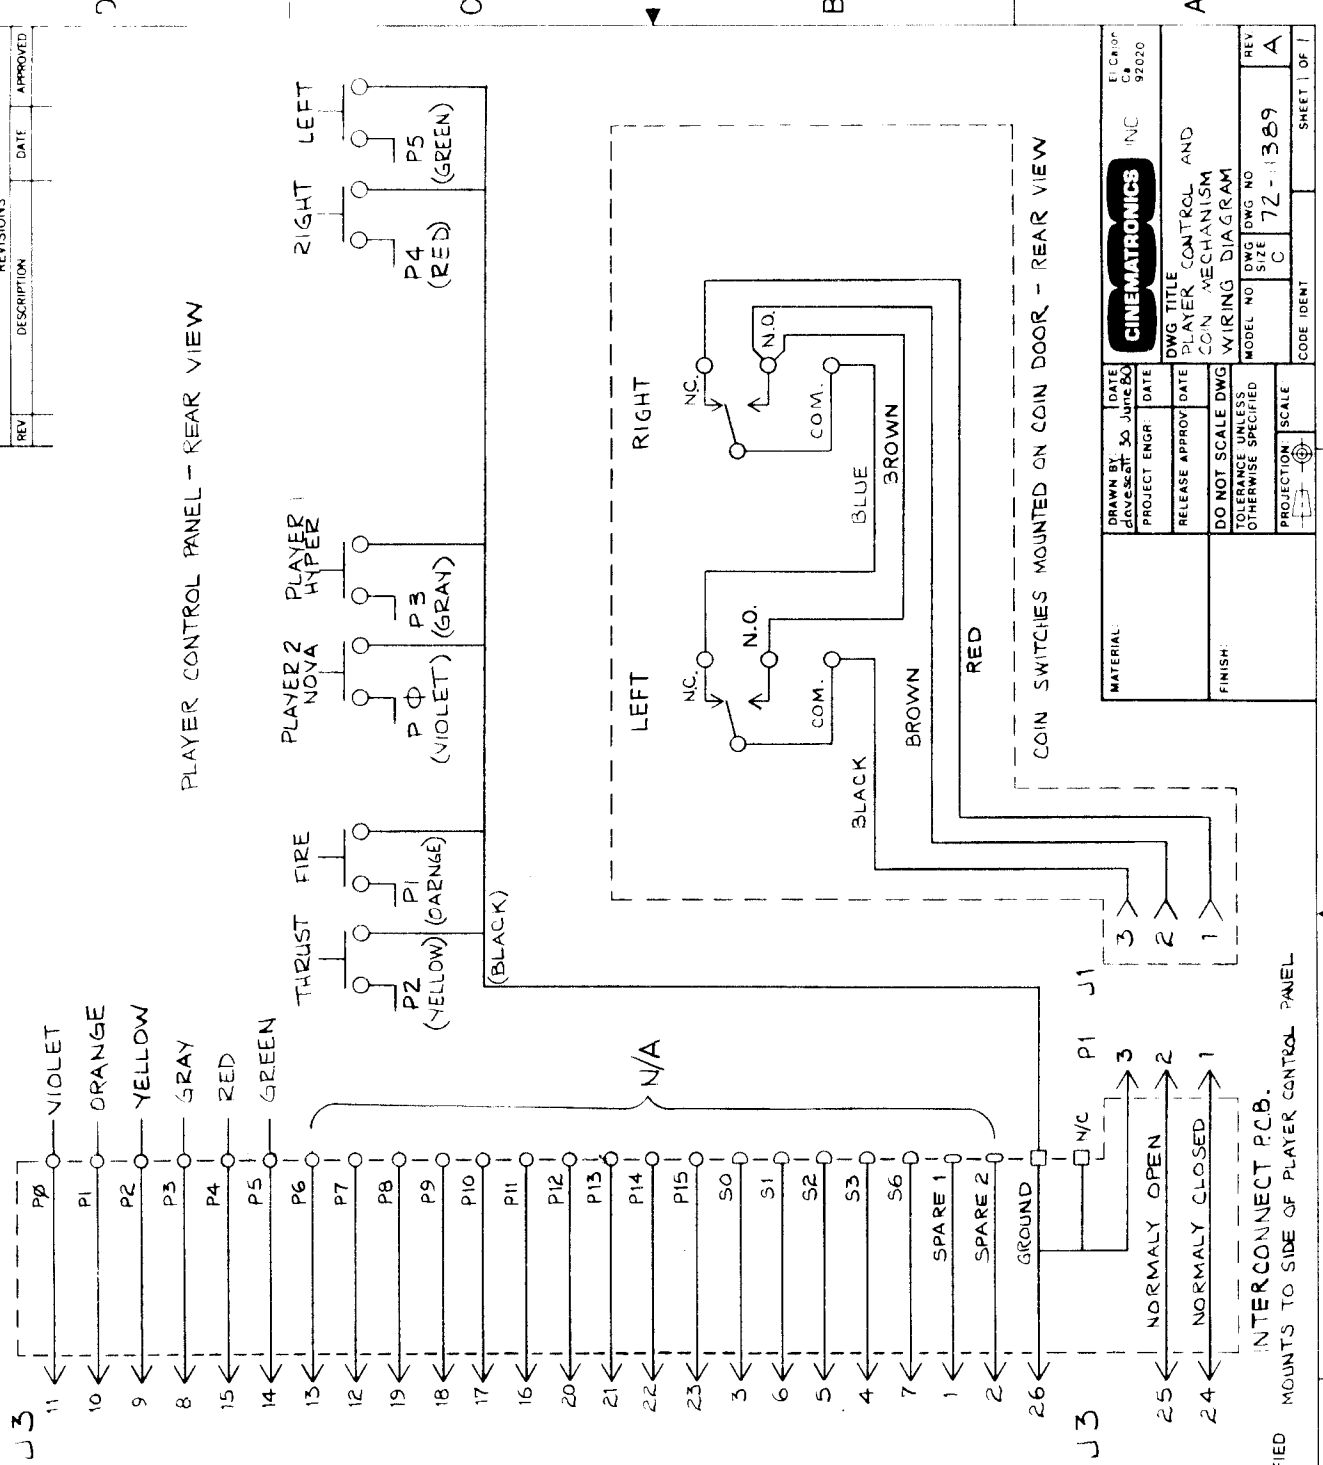 REVISIONS
REV
DESCRIPTION
DATE
APPROVED
D
C
B
A
PLAYER CONTROL PANEL - REAR VIEW
THRUST
FIRE
PLAYER 2
NOVA
PLAYER 1
HYPER
RIGHT
LEFT
P2
(YELLOW)
P1
(OARNGE)
PØ
(VIOLET)
P3
(GRAY)
P4
(RED)
P5
(GREEN)
(BLACK)
J3
11 PØ VIOLET
10 P1 ORANGE
9 P2 YELLOW
8 P3 GRAY
15 P4 RED
14 P5 GREEN
13 P6
12 P7
19 P8
18 P9
17 P10
16 P11
20 P12
21 P13
22 P14
23 P15
3 S0
6 S1
5 S2
4 S3
7 S6
1 SPARE 1
2 SPARE 2
N/A
26 GROUND
N/C
J3
25 NORMALY OPEN
24 NORMALY CLOSED
P1
3
2
1
J1
3
2
1
INTERCONNECT P.C.B.
MOUNTS TO SIDE OF PLAYER CONTROL PANEL
FIED
LEFT
N.C.
N.O.
COM.
RIGHT
N.C.
N.O.
COM.
BLACK
BLUE
BROWN
BROWN
RED
COIN SWITCHES MOUNTED ON COIN DOOR - REAR VIEW
MATERIAL:
FINISH:
DRAWN BY: DATE
davescott 30 June 80
PROJECT ENGR: DATE
RELEASE APPROV: DATE
DO NOT SCALE DWG
TOLERANCE: UNLESS
OTHERWISE SPECIFIED
PROJECTION:
SCALE
CINEMATRONICS INC
El Cajon
Ca
92020
DWG TITLE
PLAYER CONTROL AND
COIN MECHANISM
WIRING DIAGRAM
MODEL NO
DWG SIZE
C
DWG NO
72-11389
REV
A
CODE IDENT
SHEET 1 OF 1